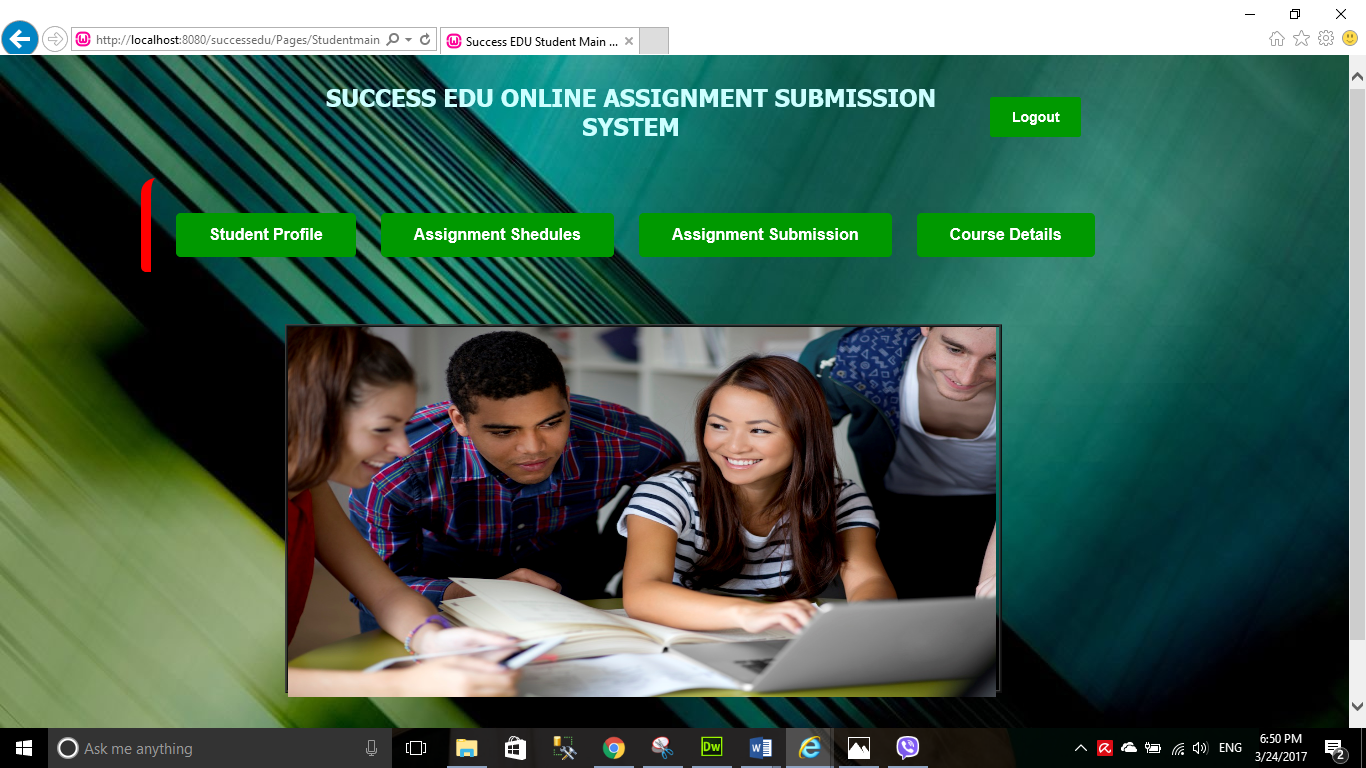 http://localhost:8080/successedu/Pages/Studentmain
Success EDU Student Main ...
SUCCESS EDU ONLINE ASSIGNMENT SUBMISSION
SYSTEM
Logout
Student Profile
Assignment Shedules
Assignment Submission
Course Details
Ask me anything
Dw
ENG
6:50 PM
3/24/2017
2